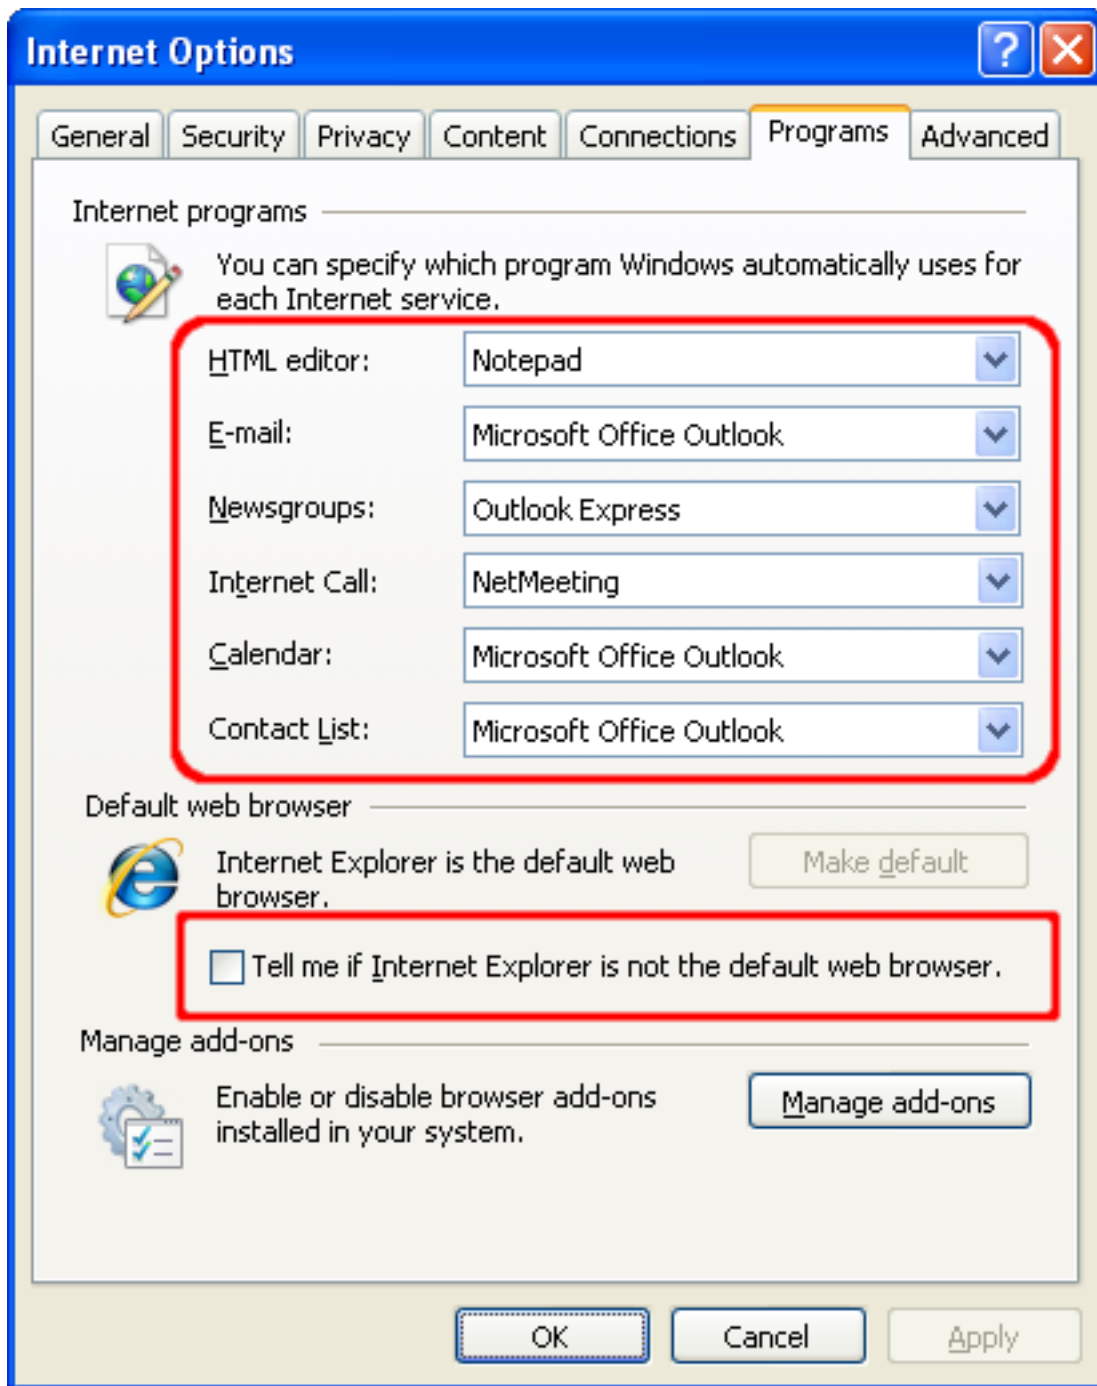 Internet Options
General Security Privacy Content Connections Programs Advanced
Internet programs
You can specify which program Windows automatically uses for
each Internet service.
HTML editor: Notepad
E-mail: Microsoft Office Outlook
Newsgroups: Outlook Express
Internet Call: NetMeeting
Calendar: Microsoft Office Outlook
Contact List: Microsoft Office Outlook
Default web browser
Internet Explorer is the default web
browser.
Make default
Tell me if Internet Explorer is not the default web browser.
Manage add-ons
Enable or disable browser add-ons
installed in your system.
Manage add-ons
OK Cancel Apply